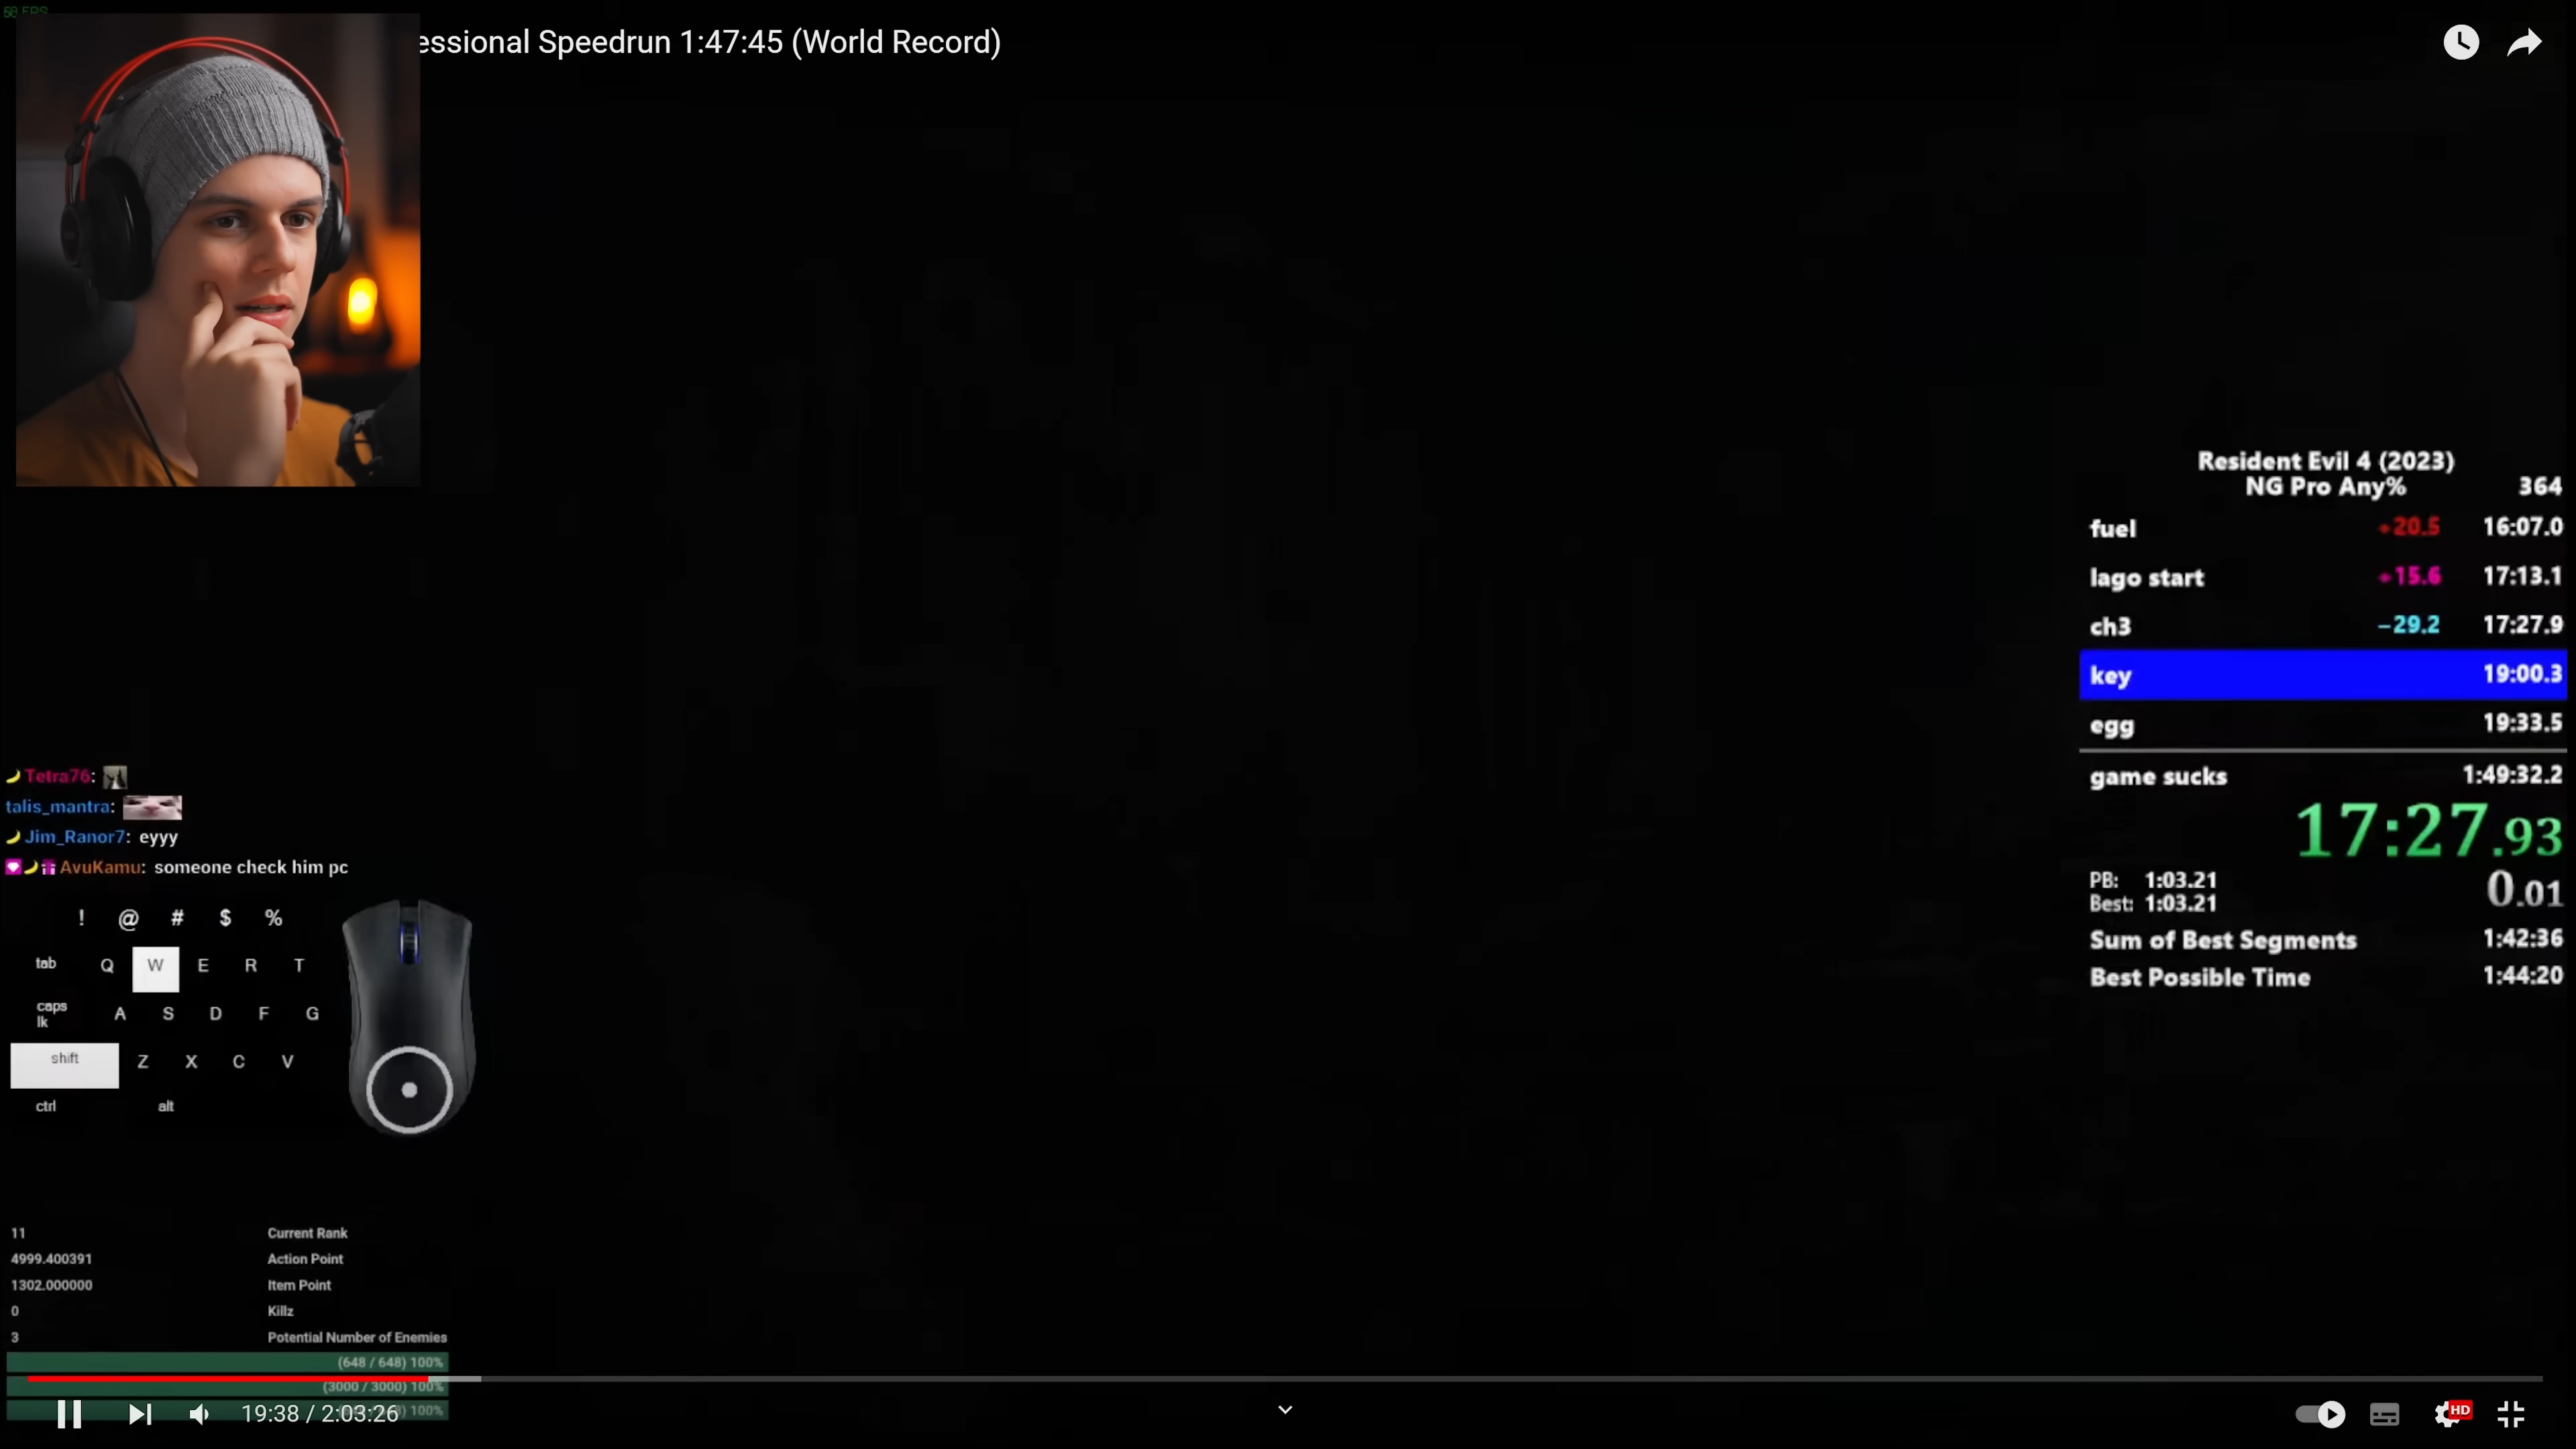 58 FPS
essional Speedrun 1:47:45 (World Record)
Resident Evil 4 (2023)
NG Pro Any% 364
fuel +20.5 16:07.0
lago start +15.6 17:13.1
ch3 −29.2 17:27.9
key 19:00.3
egg 19:33.5
game sucks 1:49:32.2
17:27.93
PB: 1:03.21 0.01
Best: 1:03.21
Sum of Best Segments 1:42:36
Best Possible Time 1:44:20
Tetra76:
talis_mantra:
Jim_Ranor7: eyyy
AvuKamu: someone check him pc
! @ # $ %
tab Q W E R T
caps lk A S D F G
shift Z X C V
ctrl alt
11 Current Rank
4999.400391 Action Point
1302.000000 Item Point
0 Killz
3 Potential Number of Enemies
(648 / 648) 100%
(3000 / 3000) 100%
100%
19:38 / 2:03:26
HD